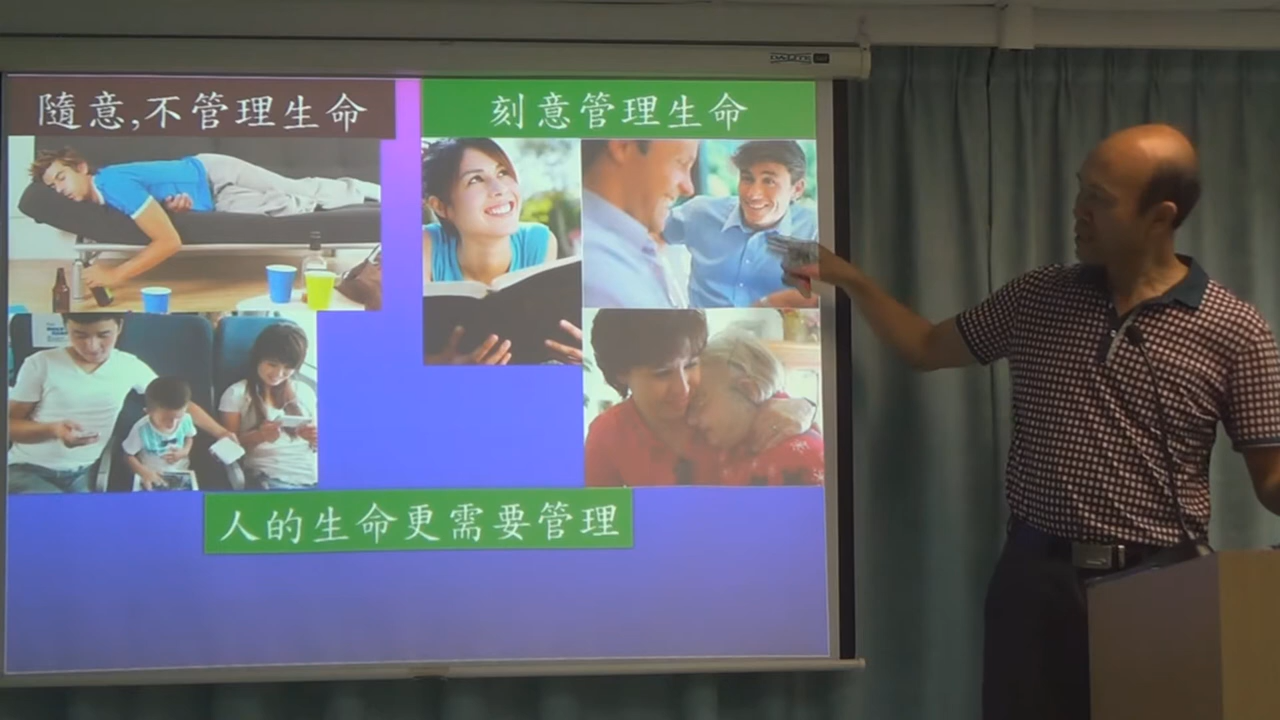 隨意,不管理生命
刻意管理生命
人的生命更需要管理